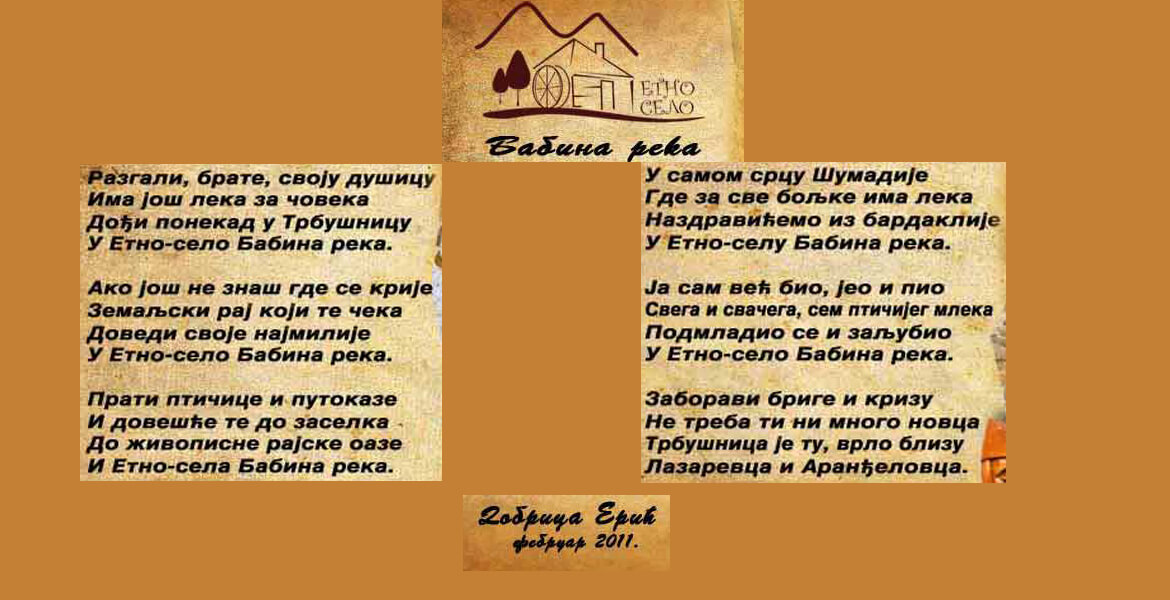 ЕТНО
СЕЛО
Бабина река
Разгали, брате, своју душицу
Има још лека за човека
Дођи понекад у Трбушницу
У Етно-село Бабина река.
Ако још не знаш где се крије
Земаљски рај који те чека
Доведи своје најмилије
У Етно-село Бабина река.
Прати птичице и путоказе
И довешће те до заселка
До живописне рајске оазе
И Етно-села Бабина река.
У самом срцу Шумадије
Где за све бољке има лека
Наздравићемо из бардаклије
У Етно-селу Бабина река.
Ја сам већ био, јео и пио
Свега и свачега, сем птичијег млека
Подмладио се и заљубио
У Етно-село Бабина река.
Заборави бриге и кризу
Не треба ти ни много новца
Трбушница је ту, врло близу
Лазаревца и Аранђеловца.
Добрица Ерић
фебруар 2011.